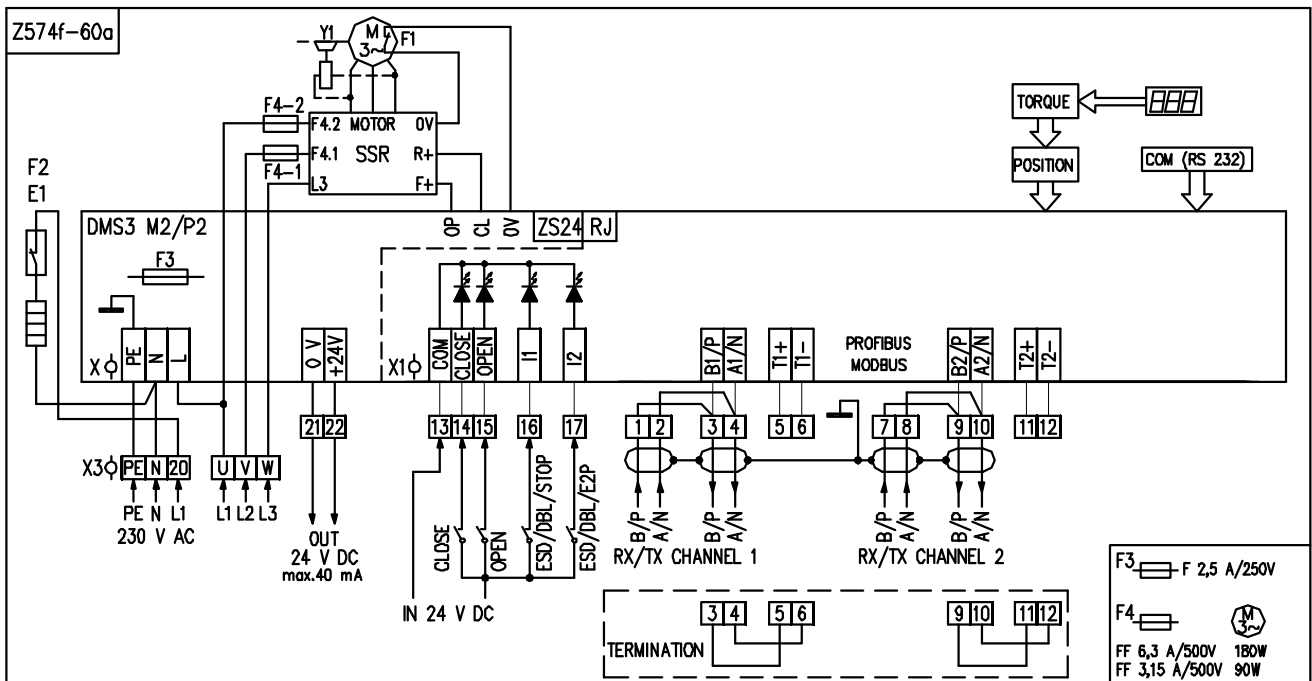 Z574f-60a
Y1
M
3~
F1
F4-2
F4.2 MOTOR 0V
F4.1 SSR R+
F4-1
L3 F+
TORQUE
POSITION
COM (RS 232)
F2
E1
DMS3 M2/P2
OP
CL
0V
ZS24 RJ
F3
X
PE
N
L
0 V
+24V
X1
COM
CLOSE
OPEN
I1
I2
B1/P
A1/N
T1+
T1-
PROFIBUS
MODBUS
B2/P
A2/N
T2+
T2-
21 22
13 14 15 16 17
1 2 3 4 5 6
7 8 9 10 11 12
X3 PE N 20
U V W
PE N L1
230 V AC
L1 L2 L3
OUT
24 V DC
max.40 mA
CLOSE
OPEN
ESD/DBL/STOP
ESD/DBL/E2P
IN 24 V DC
B/P
A/N
B/P
A/N
RX/TX CHANNEL 1
B/P
A/N
B/P
A/N
RX/TX CHANNEL 2
TERMINATION
3 4 5 6
9 10 11 12
F3 F 2,5 A/250V
F4
M
3~
FF 6,3 A/500V 180W
FF 3,15 A/500V 90W